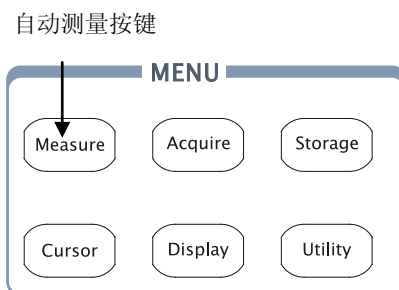 自动测量按键
MENU
Measure Acquire Storage
Cursor Display Utility